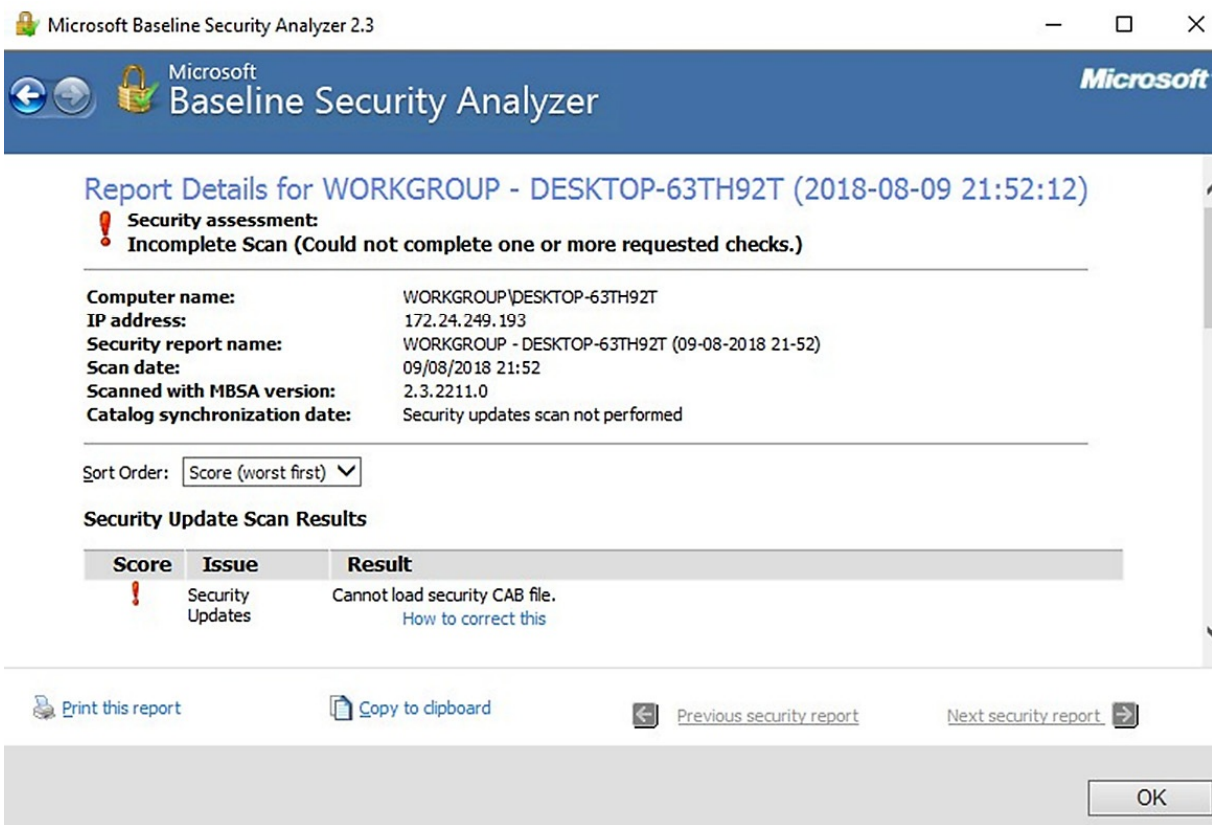 Microsoft Baseline Security Analyzer 2.3
Microsoft
Baseline Security Analyzer
Microsoft
Report Details for WORKGROUP - DESKTOP-63TH92T (2018-08-09 21:52:12)
Security assessment:
Incomplete Scan (Could not complete one or more requested checks.)
Computer name: WORKGROUP\DESKTOP-63TH92T
IP address: 172.24.249.193
Security report name: WORKGROUP - DESKTOP-63TH92T (09-08-2018 21-52)
Scan date: 09/08/2018 21:52
Scanned with MBSA version: 2.3.2211.0
Catalog synchronization date: Security updates scan not performed
Sort Order: Score (worst first)
Security Update Scan Results
Score Issue Result
Security Cannot load security CAB file.
Updates How to correct this
Print this report Copy to clipboard Previous security report Next security report
OK